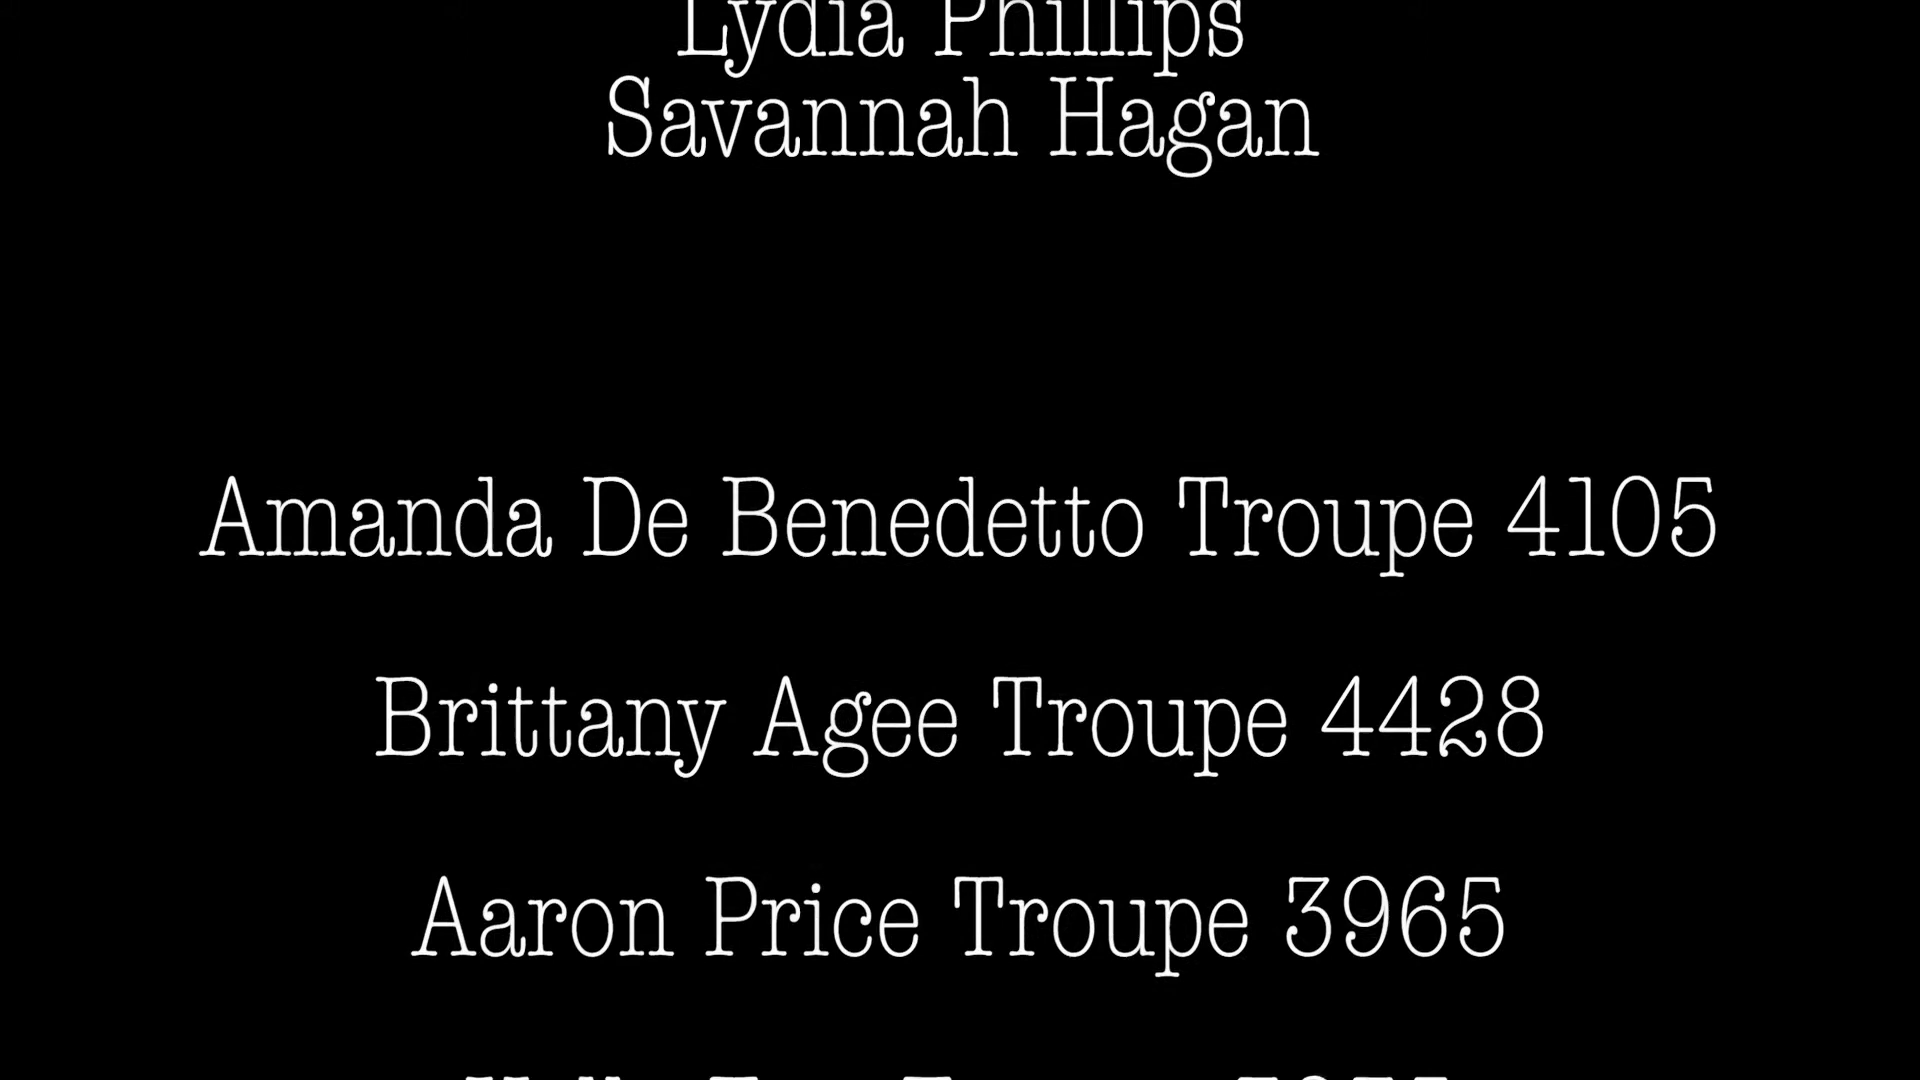 Lydia Phillips
Savannah Hagan
Amanda De Benedetto Troupe 4105
Brittany Agee Troupe 4428
Aaron Price Troupe 3965